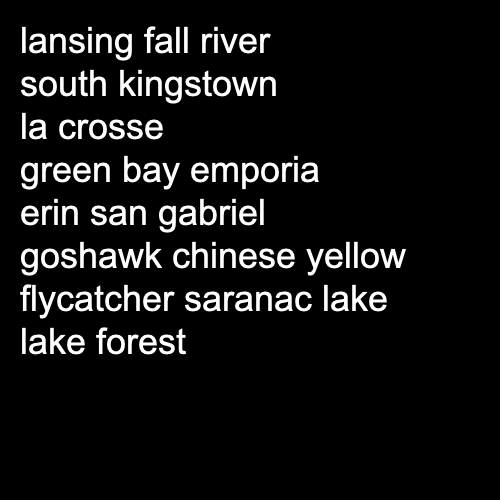 lansing fall river
south kingstown
la crosse
green bay emporia
erin san gabriel
goshawk chinese yellow
flycatcher saranac lake
lake forest